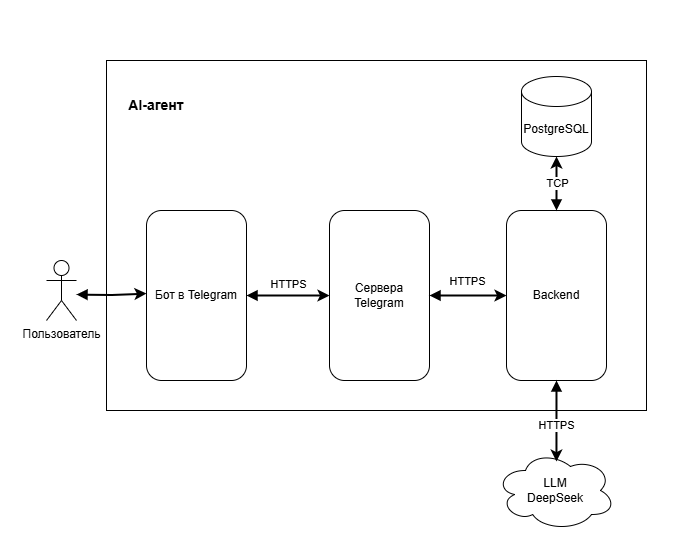 AI-агент
PostgreSQL
TCP
Бот в Telegram
HTTPS
Сервера
Telegram
HTTPS
Backend
Пользователь
HTTPS
LLM
DeepSeek